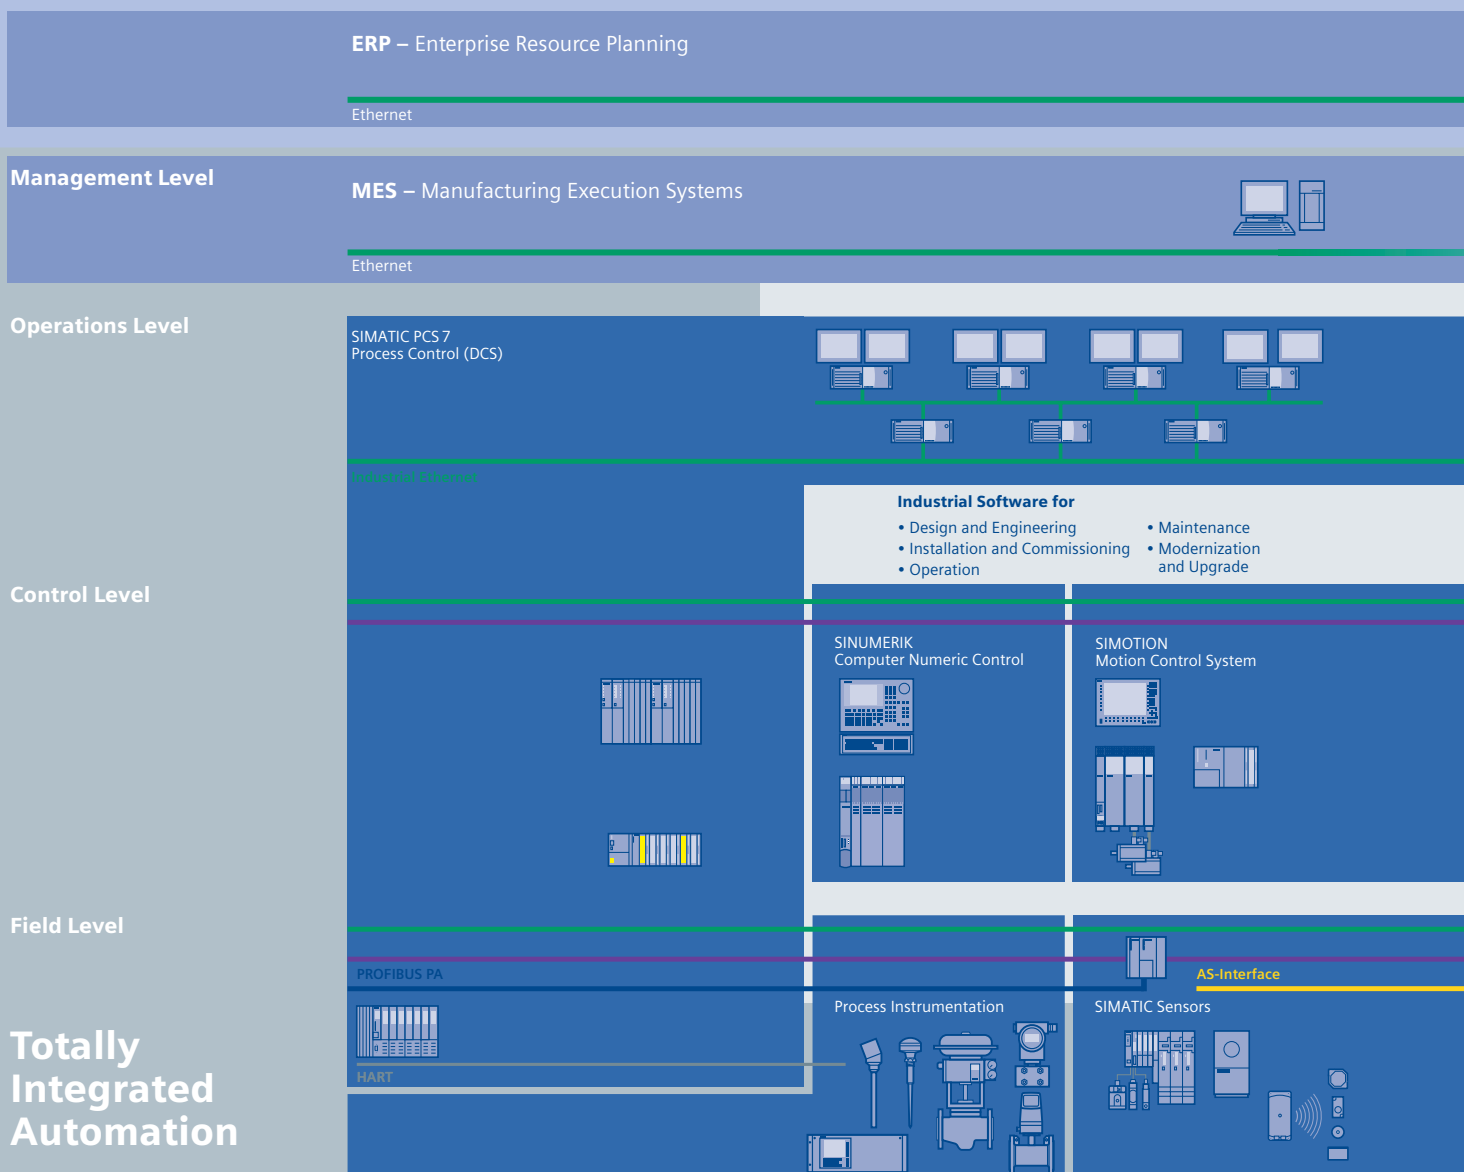 ERP – Enterprise Resource Planning
Ethernet
Management Level
MES – Manufacturing Execution Systems
Ethernet
Operations Level
SIMATIC PCS 7
Process Control (DCS)
Industrial Ethernet
Industrial Software for
• Design and Engineering
• Installation and Commissioning
• Operation
• Maintenance
• Modernization
and Upgrade
Control Level
SINUMERIK
Computer Numeric Control
SIMOTION
Motion Control System
Field Level
PROFIBUS PA
AS-Interface
Process Instrumentation
SIMATIC Sensors
HART
Totally
Integrated
Automation